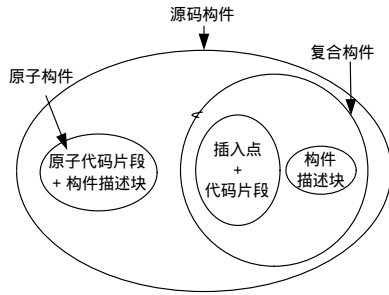 源码构件
复合构件
原子构件
原子代码片段
+ 构件描述块
插入点
+
代码片段
构件
描述块